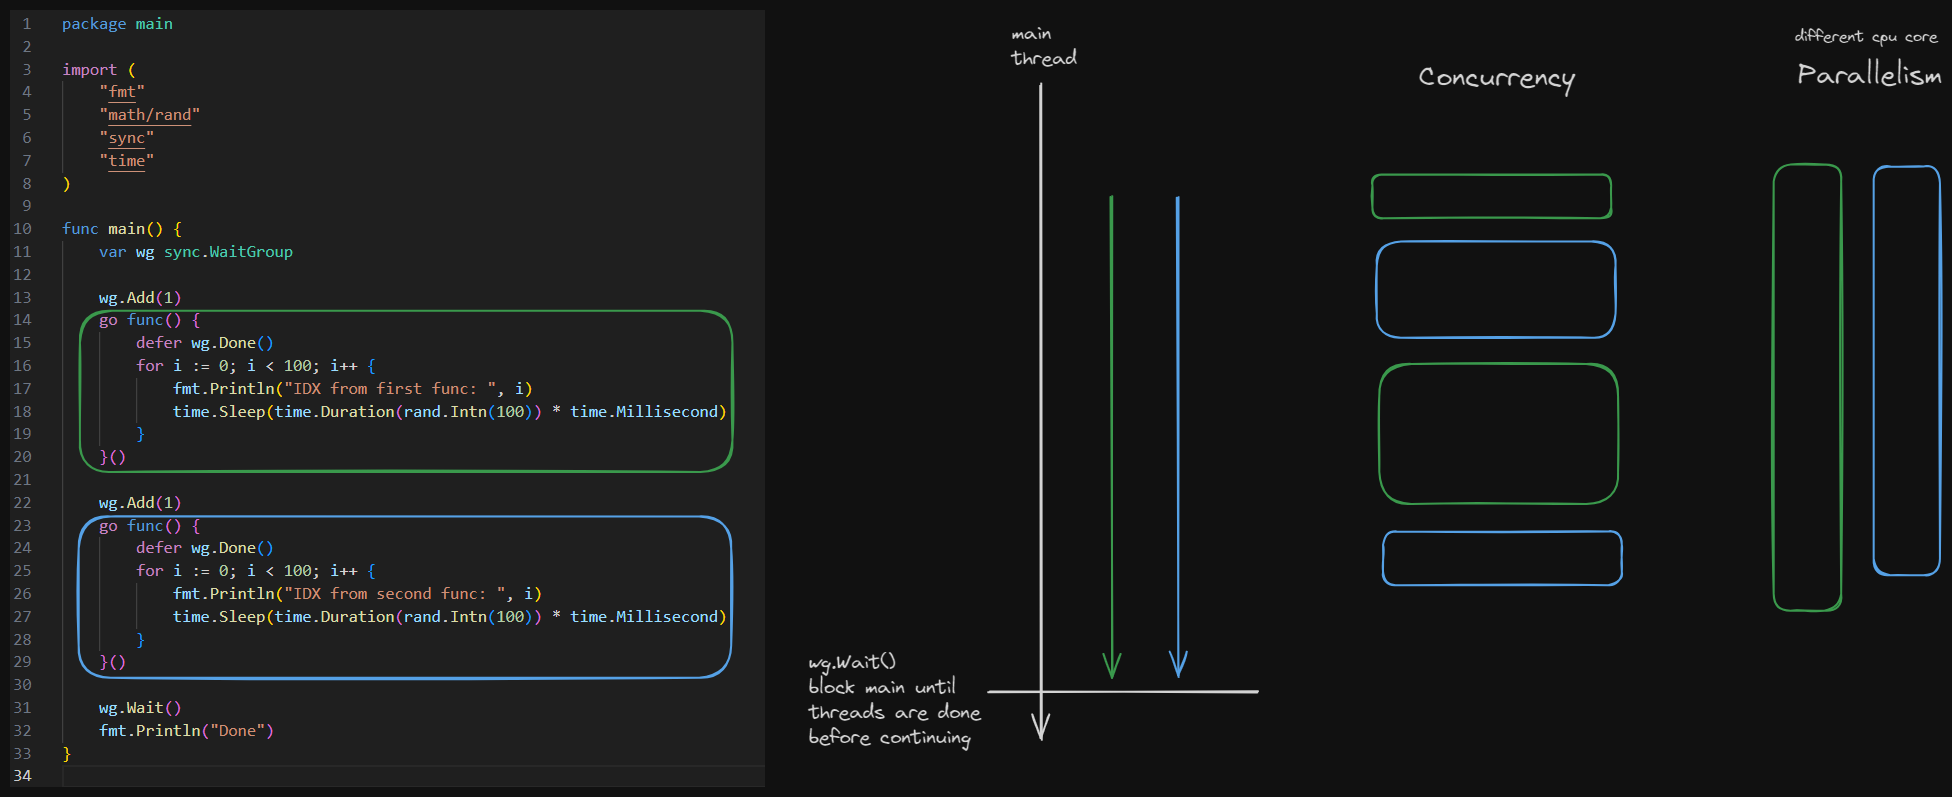 1 package main
2
3 import (
4 "fmt"
5 "math/rand"
6 "sync"
7 "time"
8 )
9
10 func main() {
11 var wg sync.WaitGroup
12
13 wg.Add(1)
14 go func() {
15 defer wg.Done()
16 for i := 0; i < 100; i++ {
17 fmt.Println("IDX from first func: ", i)
18 time.Sleep(time.Duration(rand.Intn(100)) * time.Millisecond)
19 }
20 }()
21
22 wg.Add(1)
23 go func() {
24 defer wg.Done()
25 for i := 0; i < 100; i++ {
26 fmt.Println("IDX from second func: ", i)
27 time.Sleep(time.Duration(rand.Intn(100)) * time.Millisecond)
28 }
29 }()
30
31 wg.Wait()
32 fmt.Println("Done")
33 }
34
main
thread
wg.Wait()
block main until
threads are done
before continuing
Concurrency
different cpu core
Parallelism